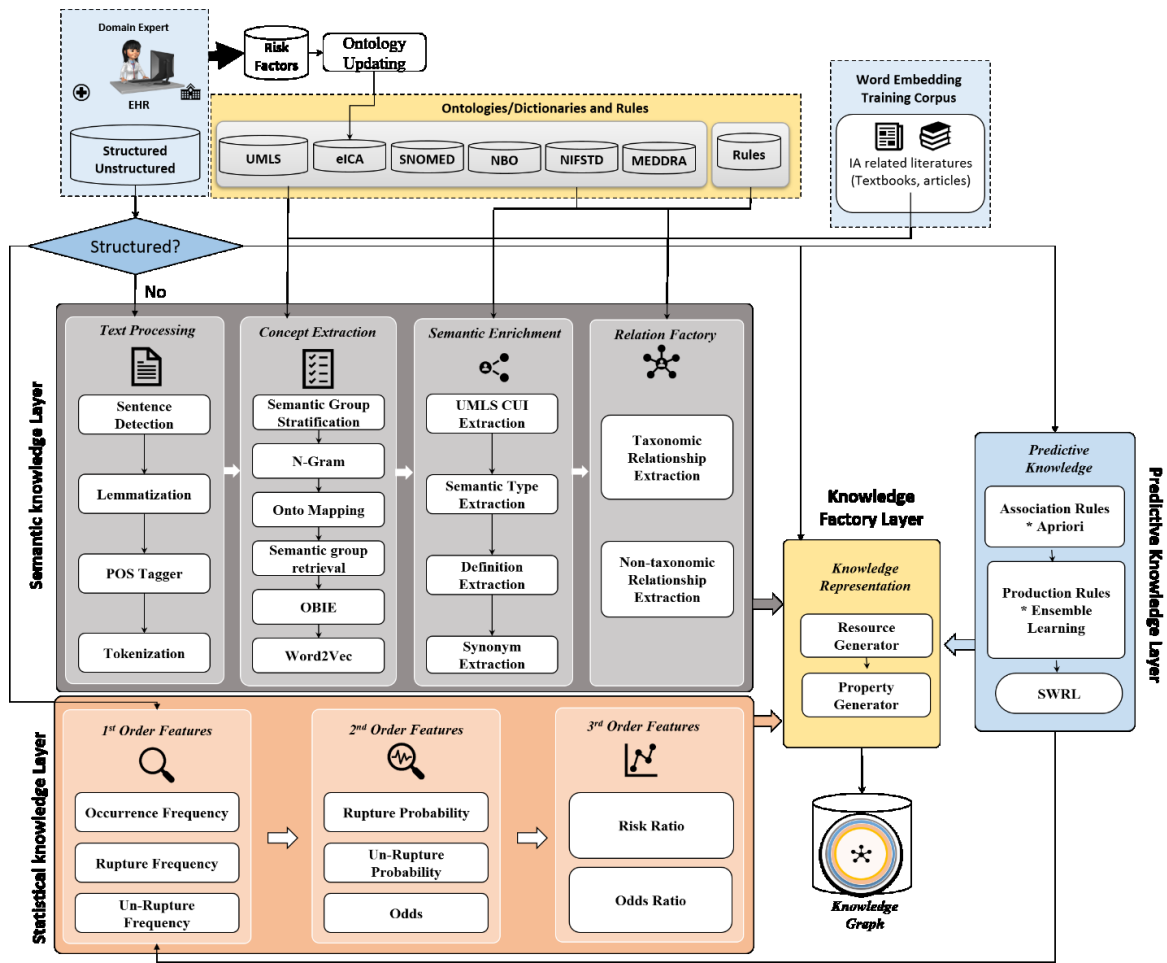 Domain Expert
EHR
Structured
Unstructured
Risk
Factors
Ontology
Updating
Ontologies/Dictionaries and Rules
UMLS
eICA
SNOMED
NBO
NIFSTD
MEDDRA
Rules
Word Embedding
Training Corpus
IA related literatures
(Textbooks, articles)
Structured?
No
Semantic knowledge Layer
Text Processing
Sentence
Detection
Lemmatization
POS Tagger
Tokenization
Concept Extraction
Semantic Group
Stratification
N-Gram
Onto Mapping
Semantic group
retrieval
OBIE
Word2Vec
Semantic Enrichment
UMLS CUI
Extraction
Semantic Type
Extraction
Definition
Extraction
Synonym
Extraction
Relation Factory
Taxonomic
Relationship
Extraction
Non-taxonomic
Relationship
Extraction
Knowledge
Factory Layer
Knowledge
Representation
Resource
Generator
Property
Generator
Knowledge
Graph
Predictive Knowledge Layer
Predictive
Knowledge
Association Rules
* Apriori
Production Rules
* Ensemble
Learning
SWRL
Statistical knowledge Layer
1st Order Features
Occurrence Frequency
Rupture Frequency
Un-Rupture
Frequency
2nd Order Features
Rupture Probability
Un-Rupture
Probability
Odds
3rd Order Features
Risk Ratio
Odds Ratio